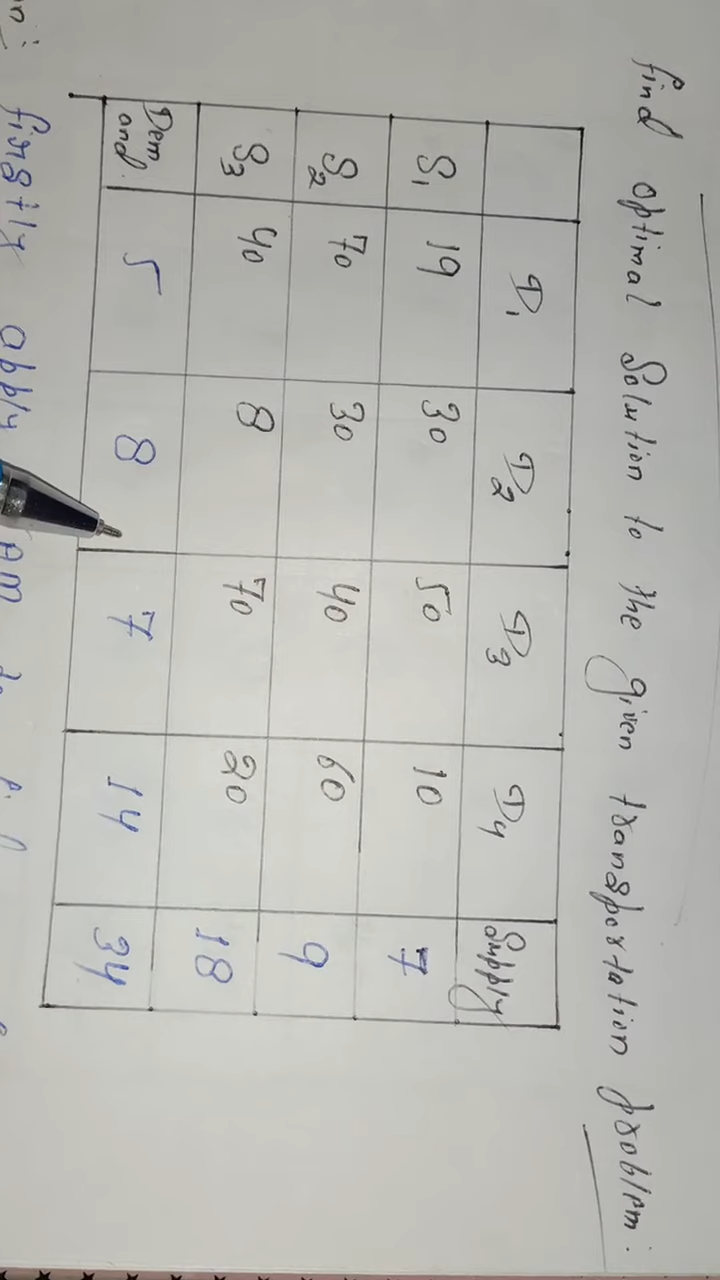 find optimal Solution to the given transportation problem:
D1 D2 D3 D4 Supply
S1 19 30 50 10 7
S2 70 30 40 60 9
S3 40 8 70 20 18
Demand. 5 8 7 14 34
firstly apply